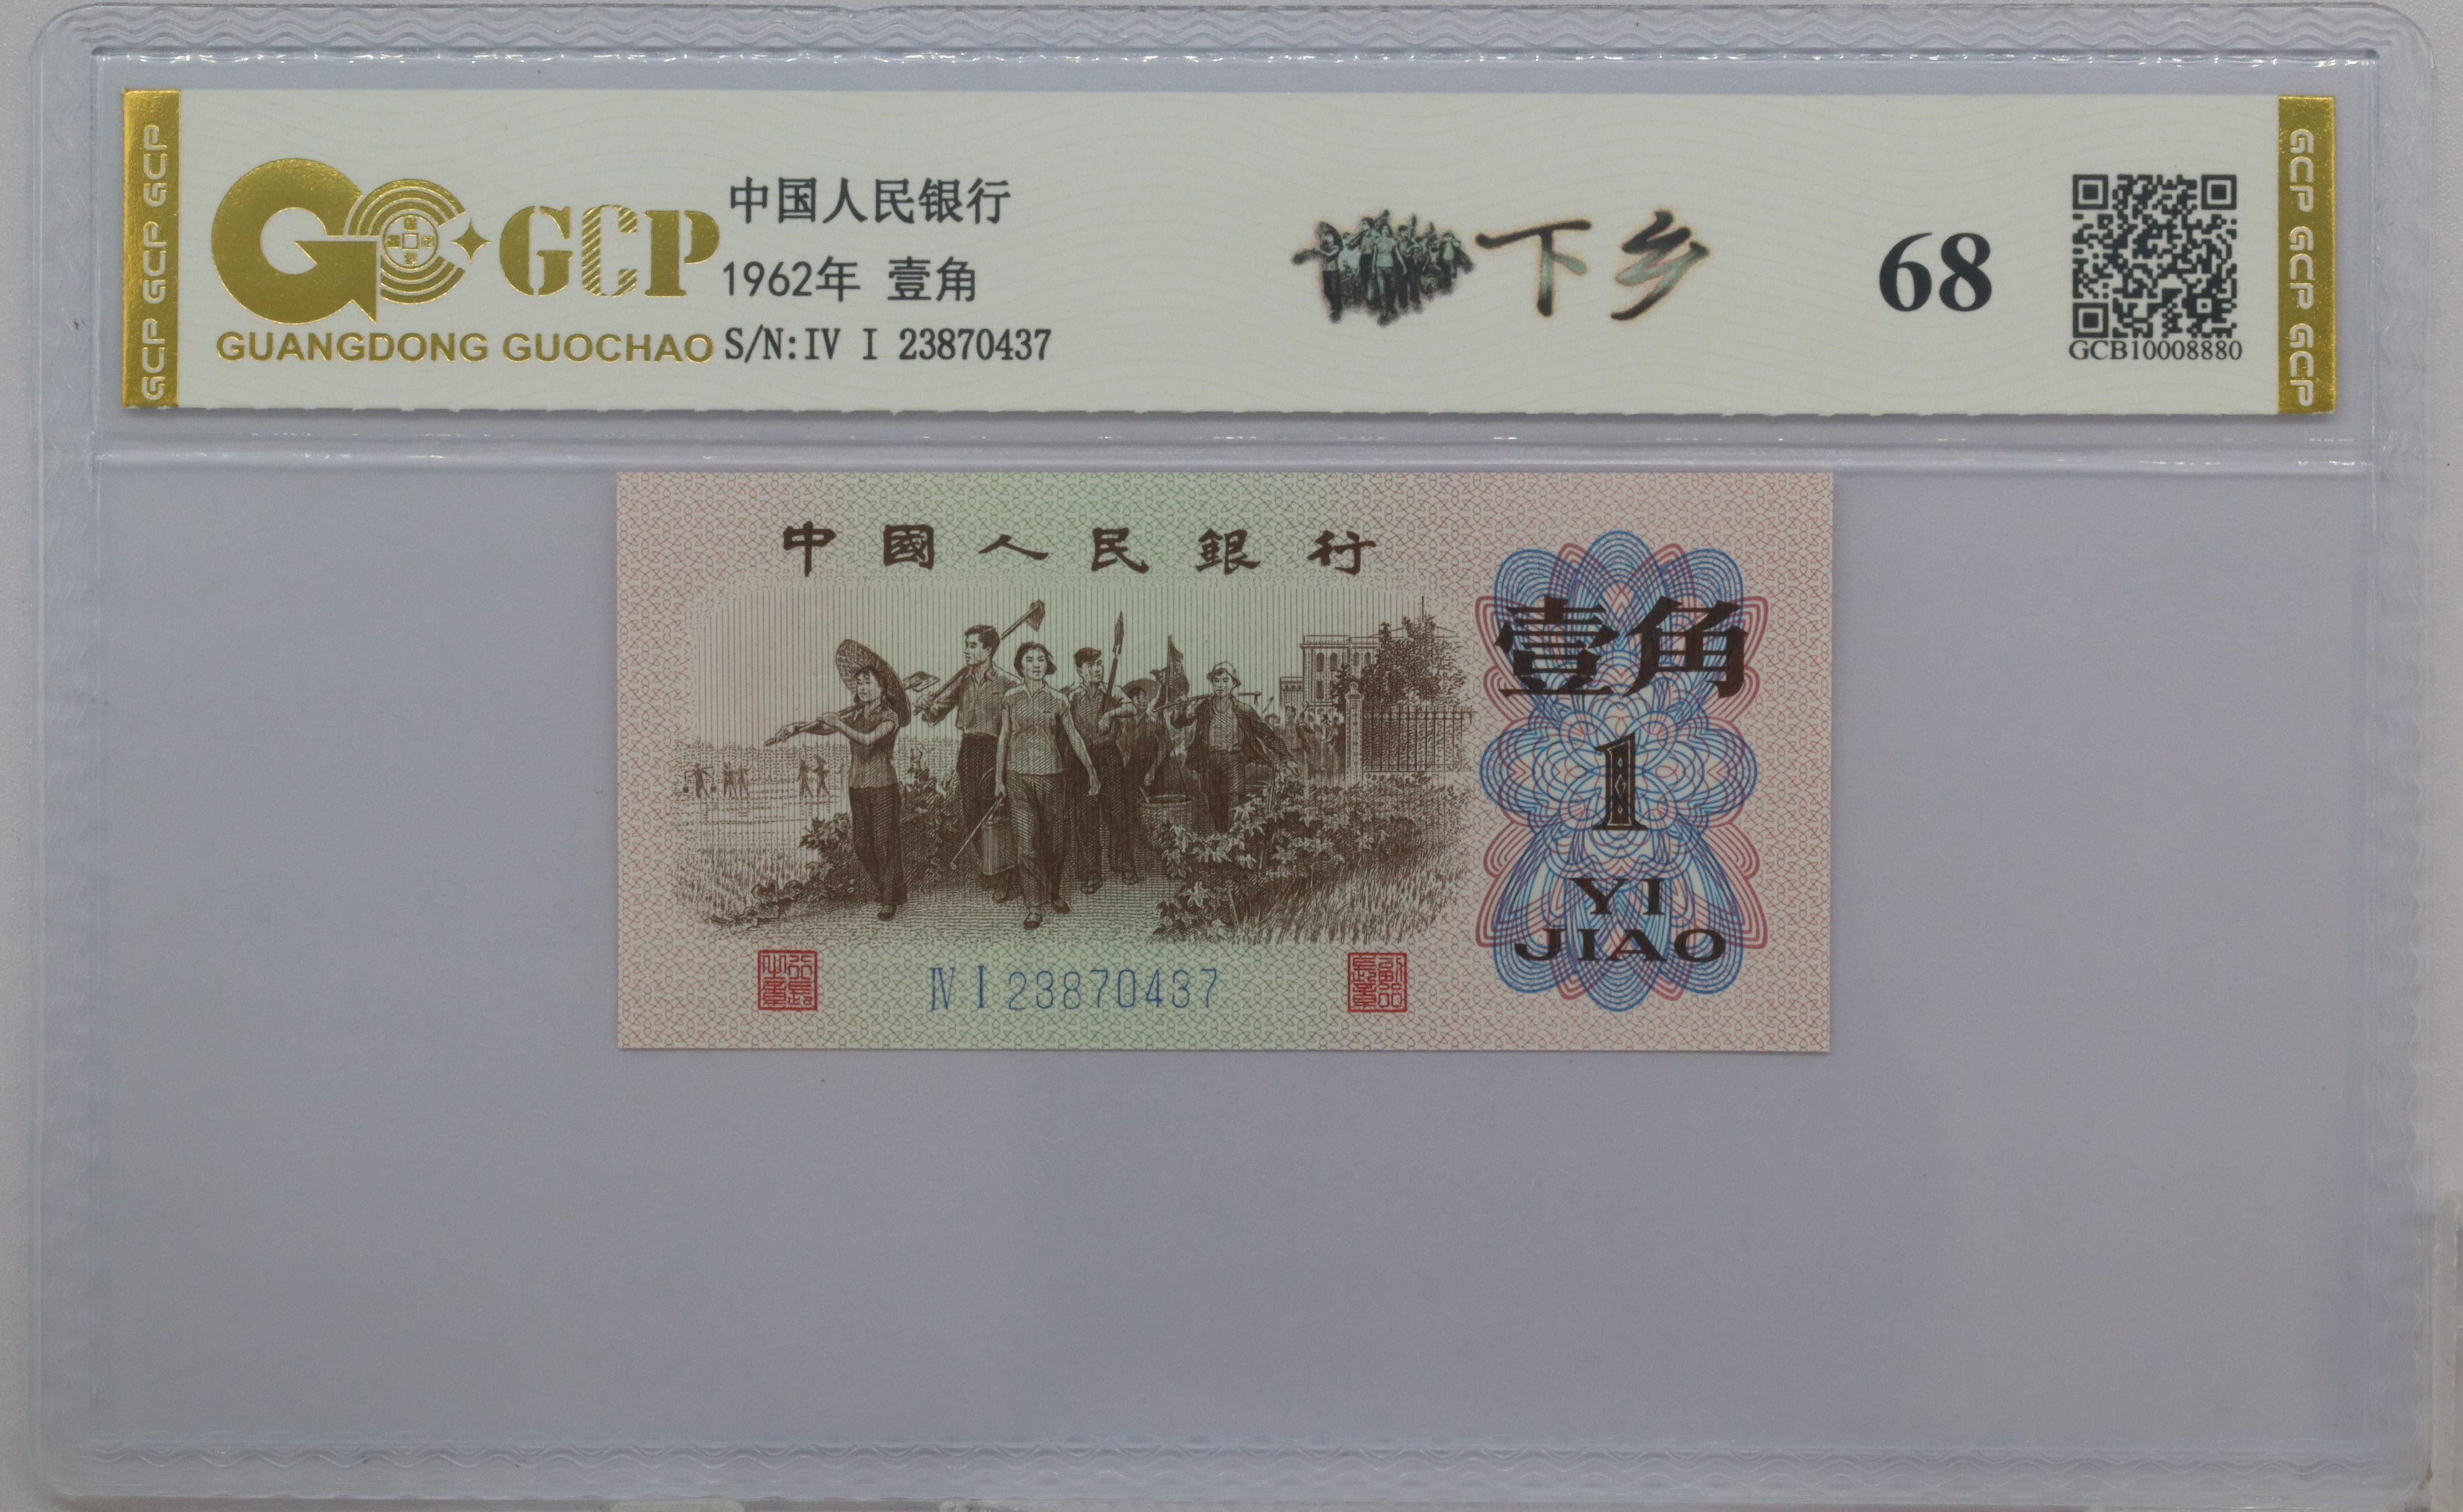 GCP GCP GCP GCP
GCP
GUANGDONG GUOCHAO
中国人民银行
1962年 壹角
S/N:IV I 23870437
下乡
68
GCB10008880
GCP GCP GCP GCP
中國人民銀行
壹角
1
YI
JIAO
IV I 23870437